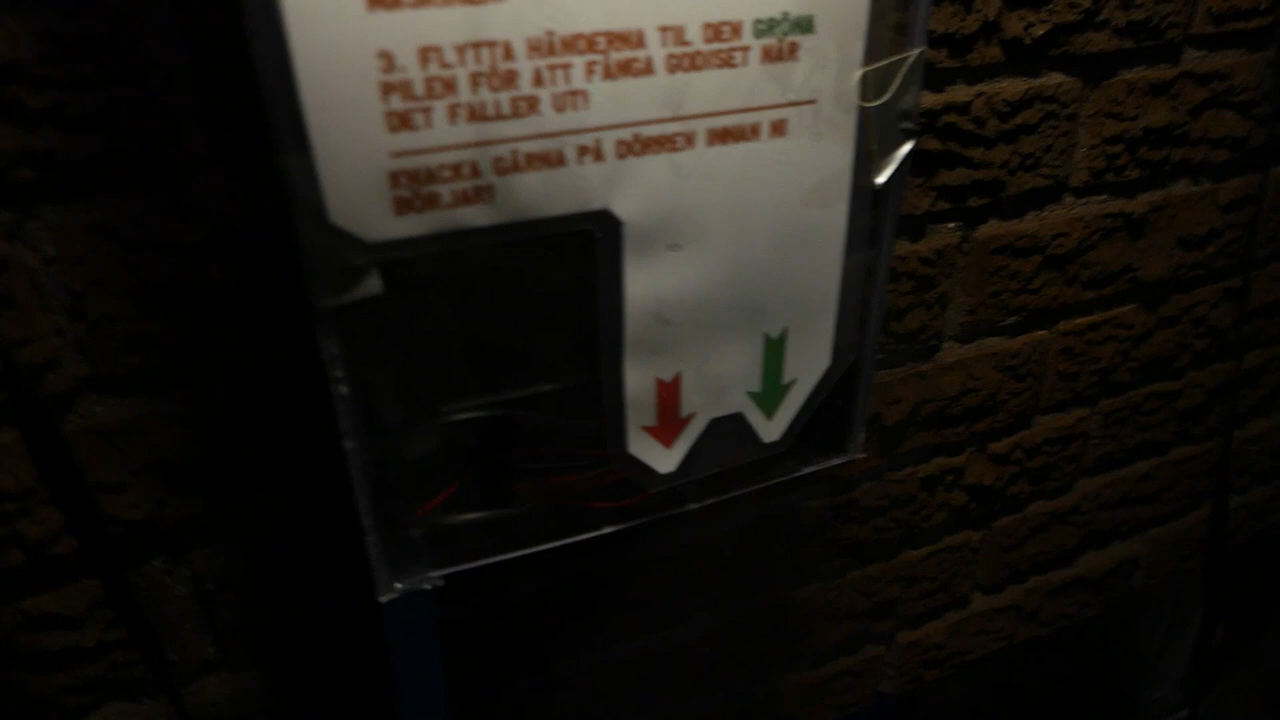 MASKINEN.
3. FLYTTA HÄNDERNA TIL DEN GRÖNA
PILEN FÖR ATT FÅNGA GODISET NÄR
DET FALLER UT!
KNACKA GÄRNA PÅ DÖRREN INNAN NI
BÖRJAR!